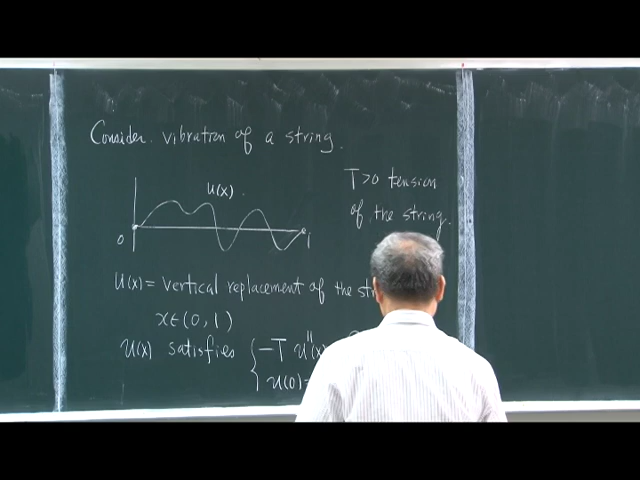 Consider vibration of a string.
u(x)
T>0 tension
of the string.
0
1
u(x) = vertical replacement of the
x∈(0,1)
u(x) satisfies { -T u''(x)
u(0)=